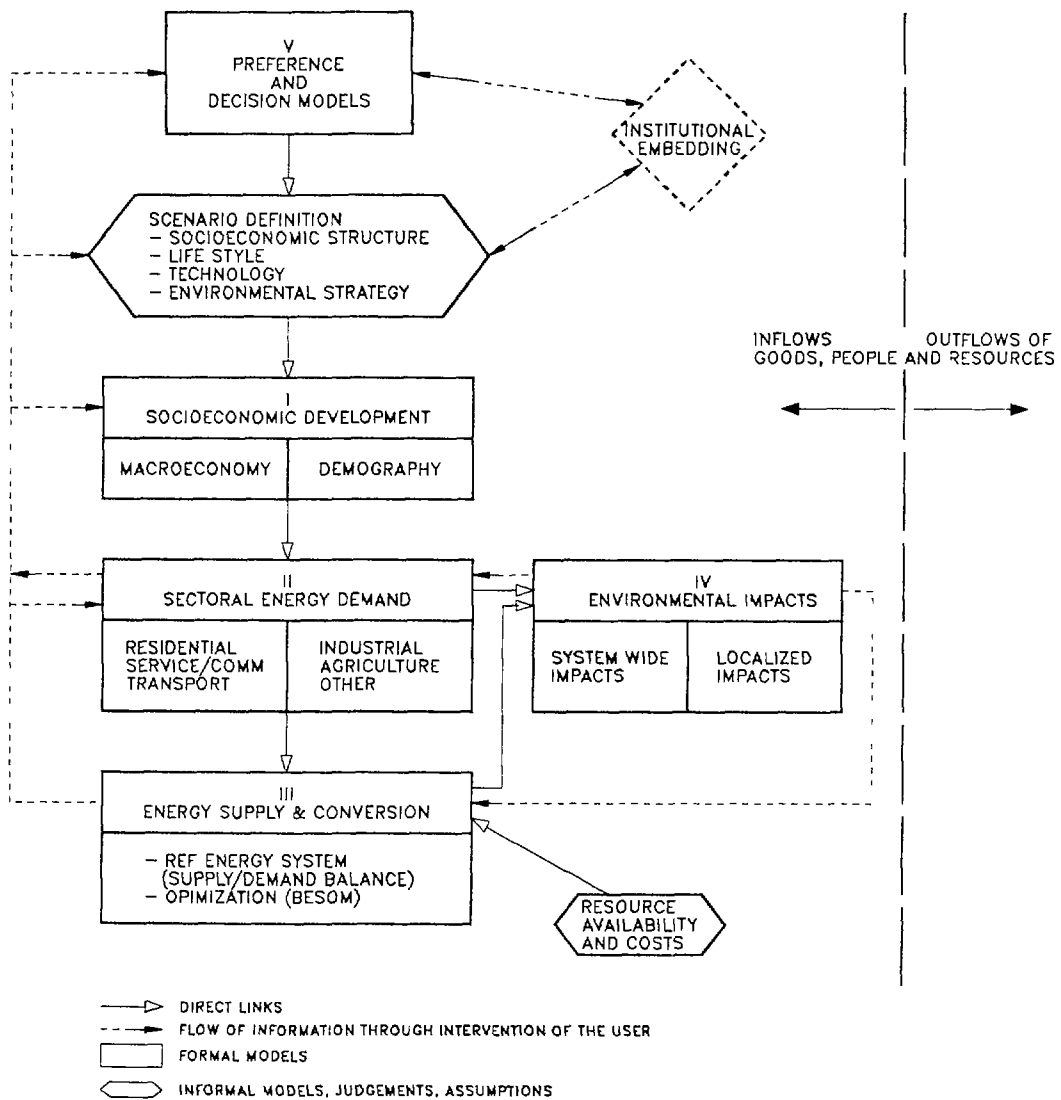 V
PREFERENCE
AND
DECISION MODELS
INSTITUTIONAL
EMBEDDING
SCENARIO DEFINITION
– SOCIOECONOMIC STRUCTURE
– LIFE STYLE
– TECHNOLOGY
– ENVIRONMENTAL STRATEGY
INFLOWS OUTFLOWS OF
GOODS, PEOPLE AND RESOURCES
I
SOCIOECONOMIC DEVELOPMENT
MACROECONOMY
DEMOGRAPHY
II
SECTORAL ENERGY DEMAND
RESIDENTIAL
SERVICE/COMM
TRANSPORT
INDUSTRIAL
AGRICULTURE
OTHER
IV
ENVIRONMENTAL IMPACTS
SYSTEM WIDE
IMPACTS
LOCALIZED
IMPACTS
III
ENERGY SUPPLY & CONVERSION
– REF ENERGY SYSTEM
(SUPPLY/DEMAND BALANCE)
– OPIMIZATION (BESOM)
RESOURCE
AVAILABILITY
AND COSTS
DIRECT LINKS
FLOW OF INFORMATION THROUGH INTERVENTION OF THE USER
FORMAL MODELS
INFORMAL MODELS, JUDGEMENTS, ASSUMPTIONS